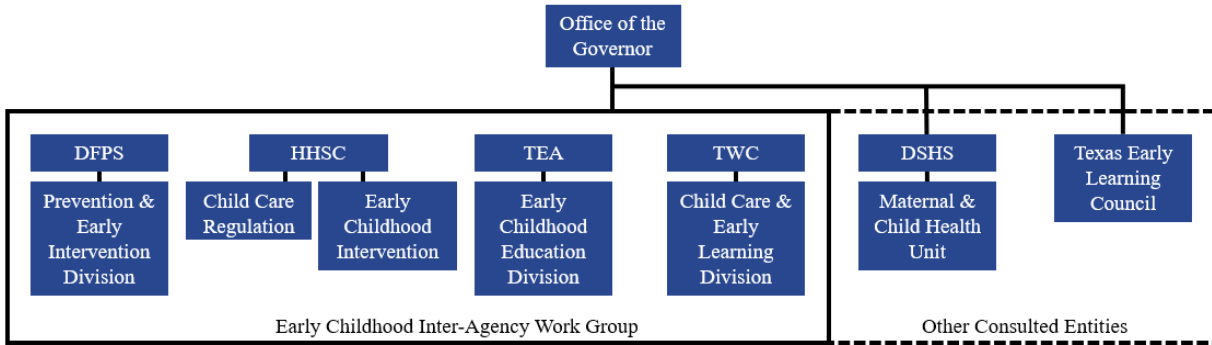 Office of the
Governor
DFPS
HHSC
TEA
TWC
DSHS
Texas Early
Learning
Council
Prevention &
Early
Intervention
Division
Child Care
Regulation
Early
Childhood
Intervention
Early
Childhood
Education
Division
Child Care &
Early
Learning
Division
Maternal &
Child Health
Unit
Early Childhood Inter-Agency Work Group
Other Consulted Entities